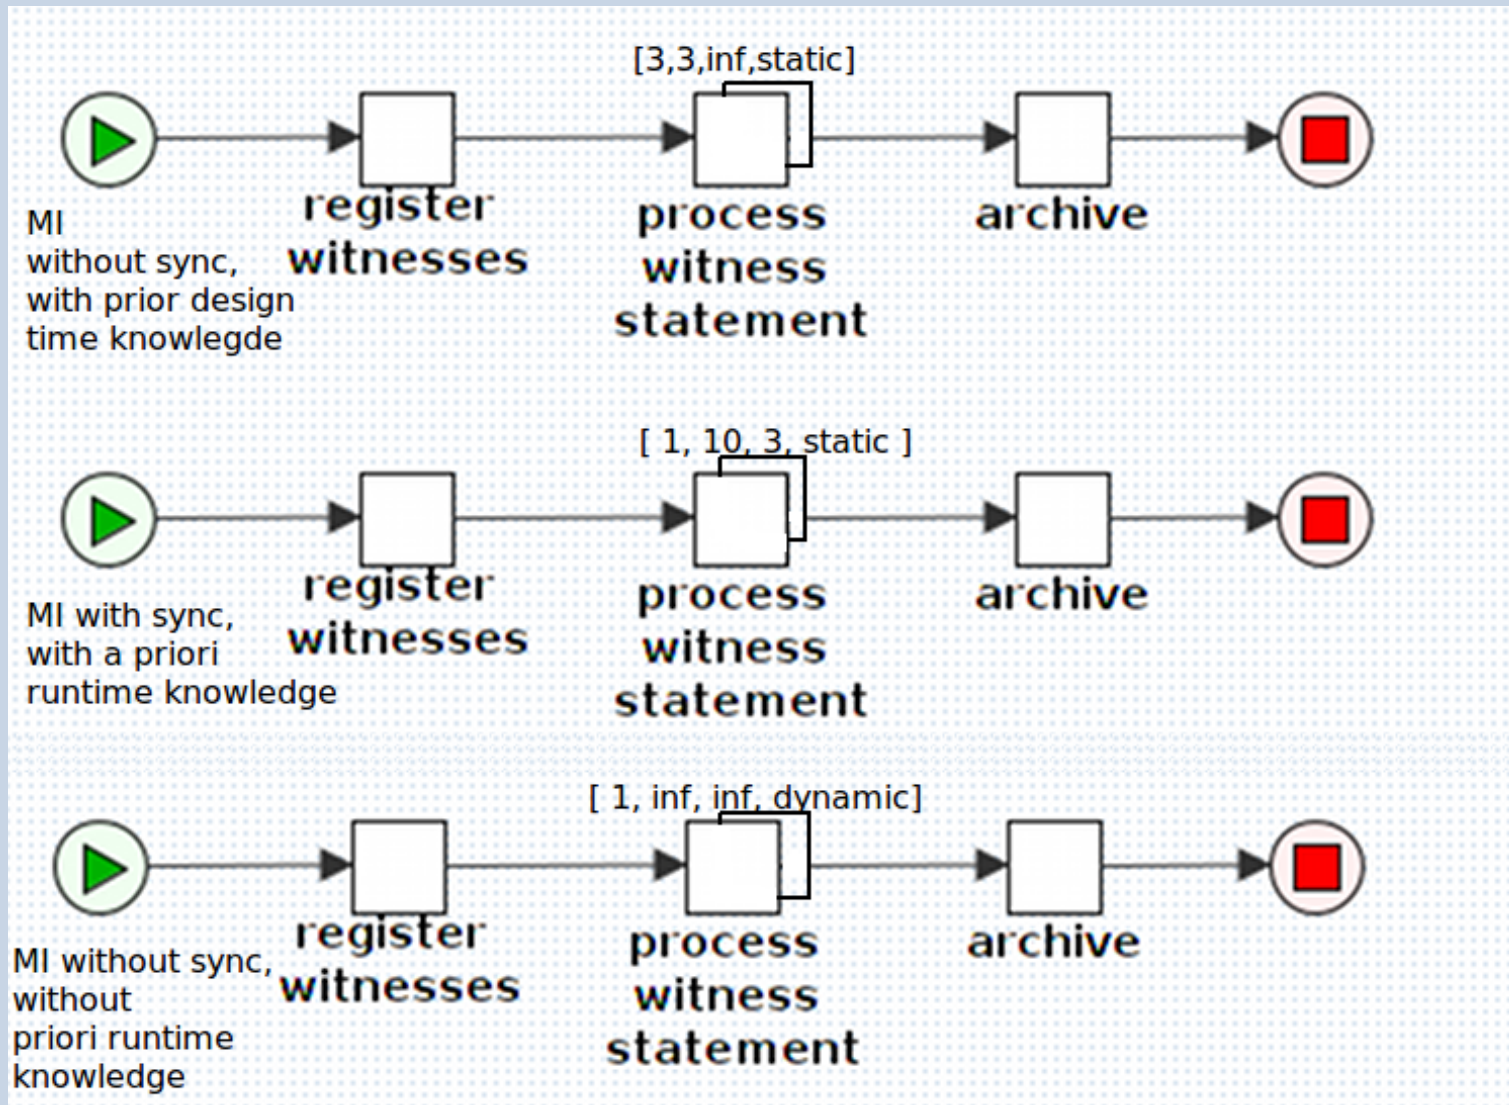 [3,3,inf,static]
MI
without sync,
with prior design
time knowlegde
register
witnesses
process
witness
statement
archive
[ 1, 10, 3, static ]
MI with sync,
with a priori
runtime knowledge
register
witnesses
process
witness
statement
archive
[ 1, inf, inf, dynamic]
MI without sync,
without
priori runtime
knowledge
register
witnesses
process
witness
statement
archive